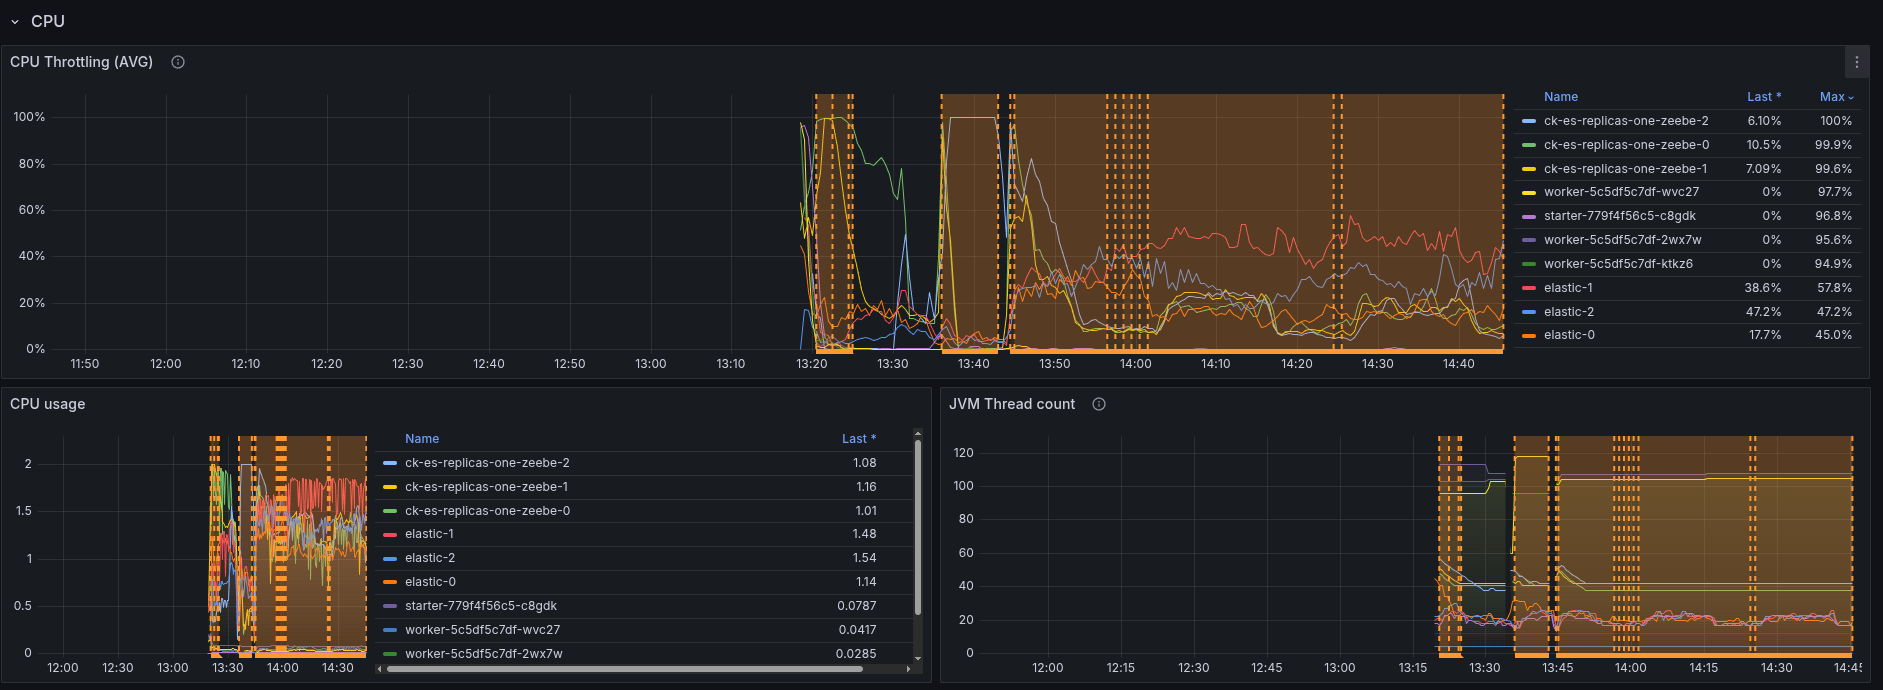 CPU
CPU Throttling (AVG)
100%
80%
60%
40%
20%
0%
11:50 12:00 12:10 12:20 12:30 12:40 12:50 13:00 13:10 13:20 13:30 13:40 13:50 14:00 14:10 14:20 14:30 14:40
Name Last * Max
ck-es-replicas-one-zeebe-2 6.10% 100%
ck-es-replicas-one-zeebe-0 10.5% 99.9%
ck-es-replicas-one-zeebe-1 7.09% 99.6%
worker-5c5df5c7df-wvc27 0% 97.7%
starter-779f4f56c5-c8gdk 0% 96.8%
worker-5c5df5c7df-2wx7w 0% 95.6%
worker-5c5df5c7df-ktkz6 0% 94.9%
elastic-1 38.6% 57.8%
elastic-2 47.2% 47.2%
elastic-0 17.7% 45.0%
CPU usage
2
1.5
1
0.5
0
12:00 12:30 13:00 13:30 14:00 14:30
Name Last *
ck-es-replicas-one-zeebe-2 1.08
ck-es-replicas-one-zeebe-1 1.16
ck-es-replicas-one-zeebe-0 1.01
elastic-1 1.48
elastic-2 1.54
elastic-0 1.14
starter-779f4f56c5-c8gdk 0.0787
worker-5c5df5c7df-wvc27 0.0417
worker-5c5df5c7df-2wx7w 0.0285
JVM Thread count
120
100
80
60
40
20
0
12:00 12:15 12:30 12:45 13:00 13:15 13:30 13:45 14:00 14:15 14:30 14:45